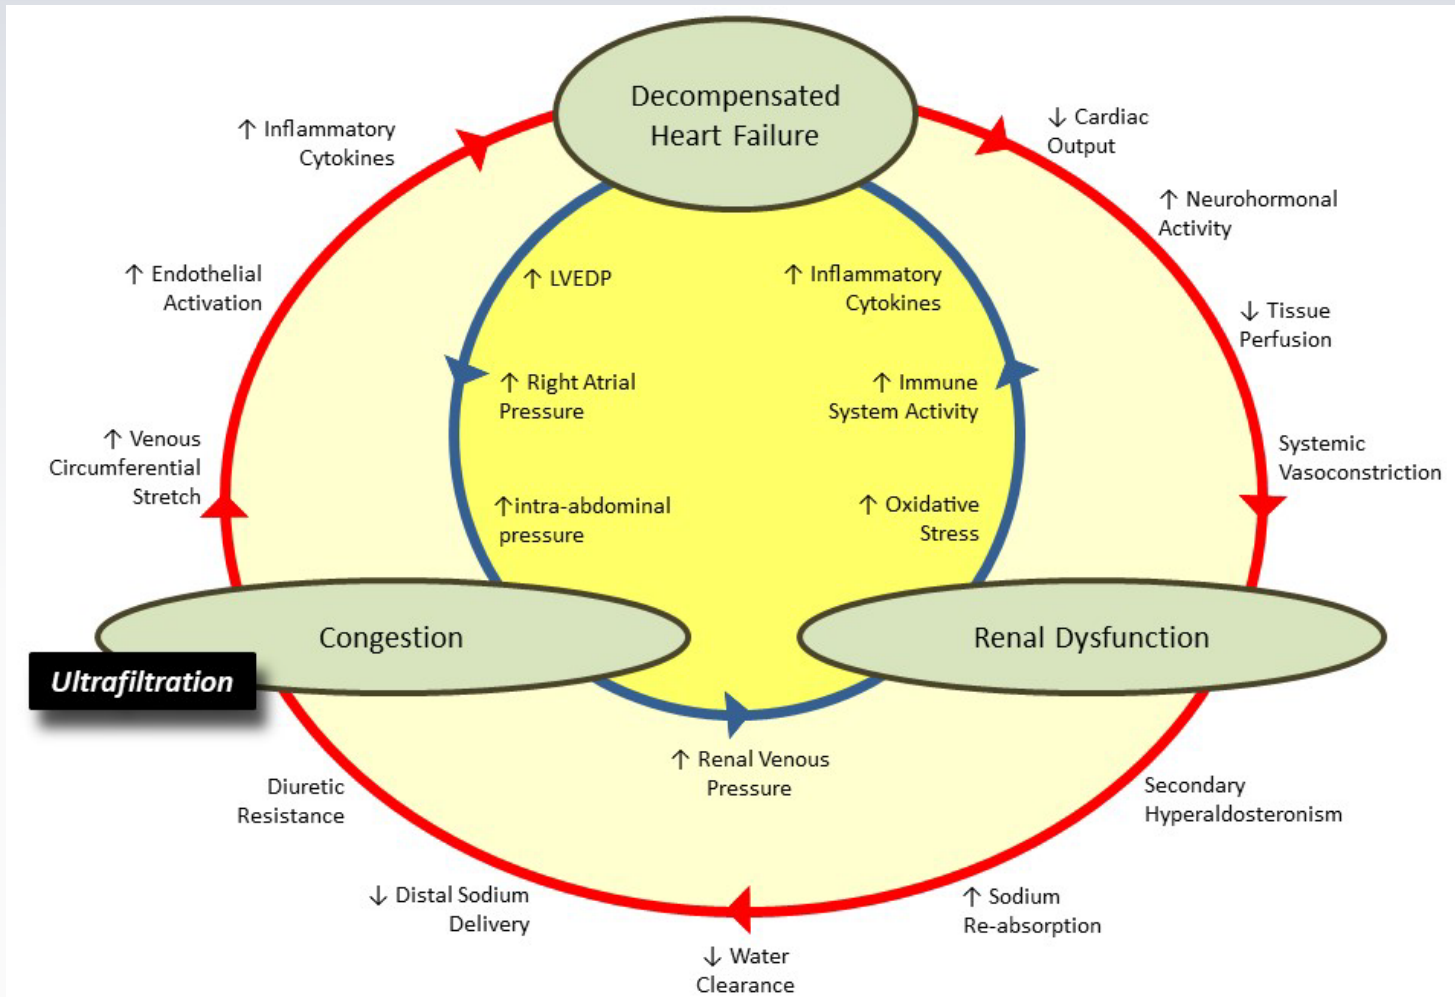 Decompensated
Heart Failure
↑ Inflammatory
Cytokines
↓ Cardiac
Output
↑ Neurohormonal
Activity
↑ Endothelial
Activation
↑ LVEDP
↑ Inflammatory
Cytokines
↓ Tissue
Perfusion
↑ Right Atrial
Pressure
↑ Immune
System Activity
↑ Venous
Circumferential
Stretch
Systemic
Vasoconstriction
↑intra-abdominal
pressure
↑ Oxidative
Stress
Congestion
Renal Dysfunction
Ultrafiltration
↑ Renal Venous
Pressure
Diuretic
Resistance
Secondary
Hyperaldosteronism
↓ Distal Sodium
Delivery
↑ Sodium
Re-absorption
↓ Water
Clearance